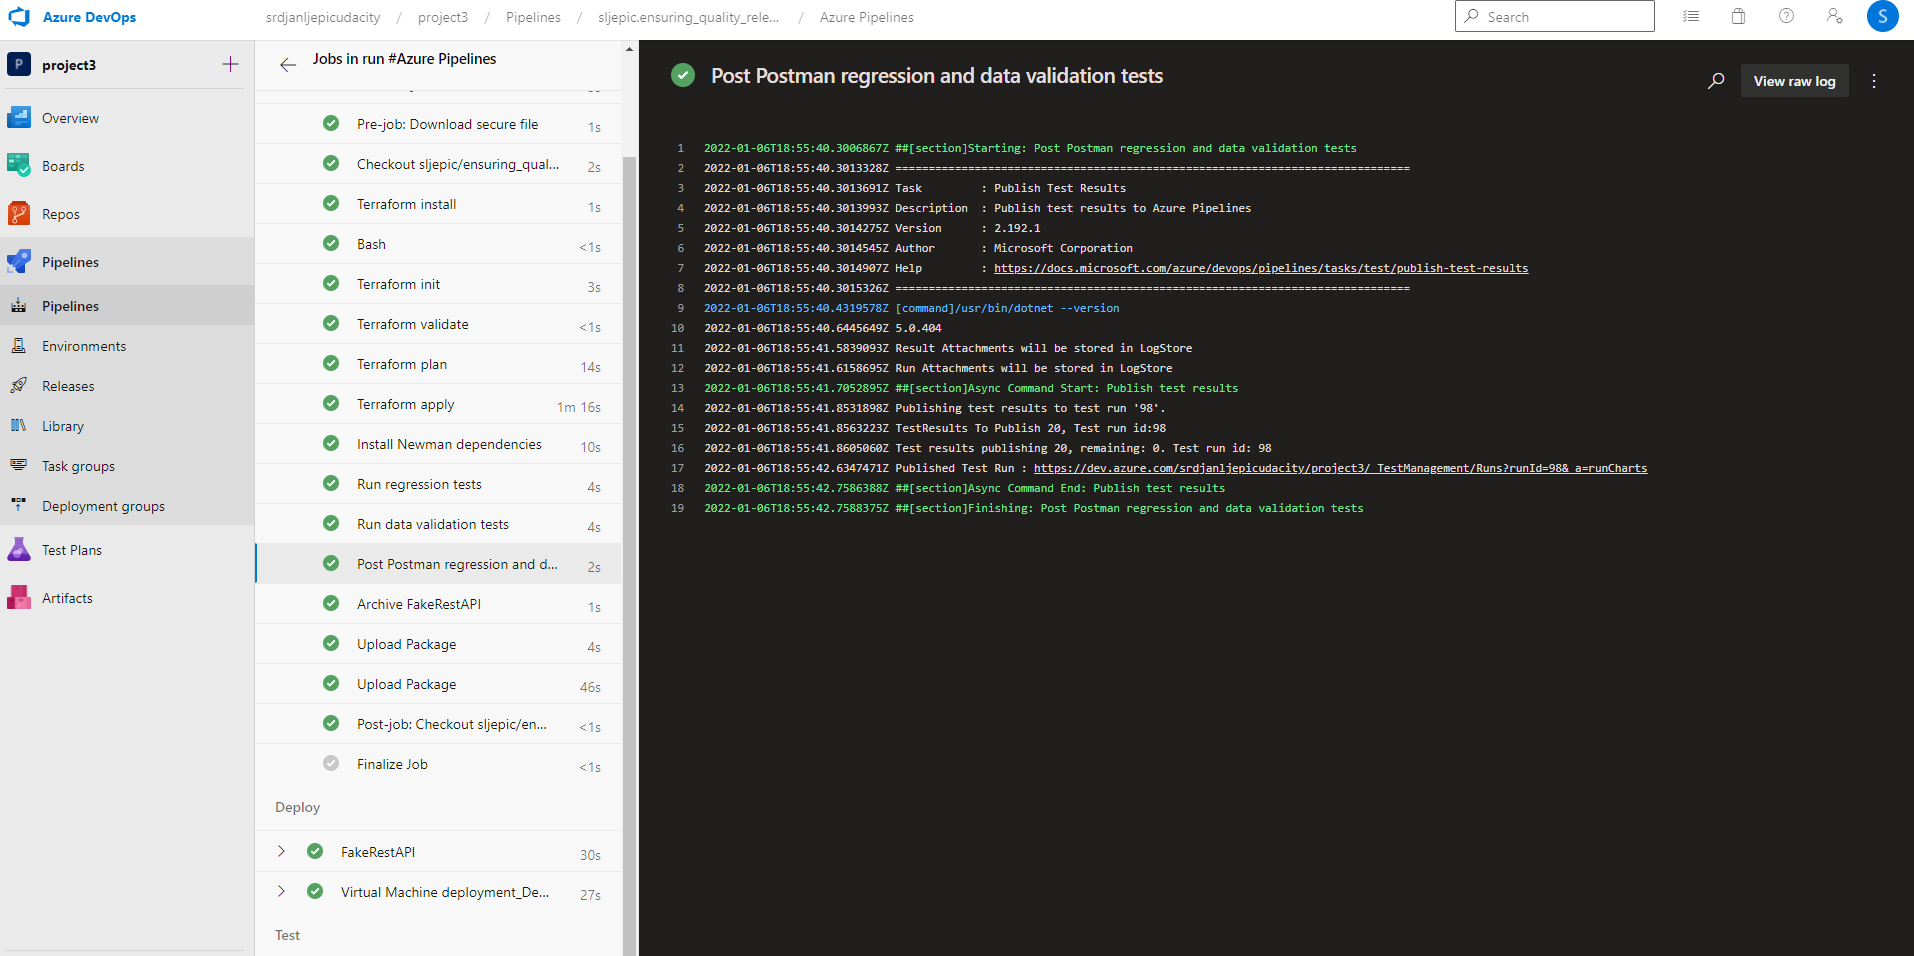 Azure DevOps
srdjanljepicudacity / project3 / Pipelines / sljepic.ensuring_quality_rele... / Azure Pipelines
Search
S
P project3
Overview
Boards
Repos
Pipelines
Pipelines
Environments
Releases
Library
Task groups
Deployment groups
Test Plans
Artifacts
Jobs in run #Azure Pipelines
Pre-job: Download secure file 1s
Checkout sljepic/ensuring_qual... 2s
Terraform install 1s
Bash <1s
Terraform init 3s
Terraform validate <1s
Terraform plan 14s
Terraform apply 1m 16s
Install Newman dependencies 10s
Run regression tests 4s
Run data validation tests 4s
Post Postman regression and d... 2s
Archive FakeRestAPI 1s
Upload Package 4s
Upload Package 46s
Post-job: Checkout sljepic/en... <1s
Finalize Job <1s
Deploy
FakeRestAPI 30s
Virtual Machine deployment_De... 27s
Test
Post Postman regression and data validation tests
View raw log
1 2022-01-06T18:55:40.3006867Z ##[section]Starting: Post Postman regression and data validation tests
2 2022-01-06T18:55:40.3013328Z ==============================================================================
3 2022-01-06T18:55:40.3013691Z Task : Publish Test Results
4 2022-01-06T18:55:40.3013993Z Description : Publish test results to Azure Pipelines
5 2022-01-06T18:55:40.3014275Z Version : 2.192.1
6 2022-01-06T18:55:40.3014545Z Author : Microsoft Corporation
7 2022-01-06T18:55:40.3014907Z Help : https://docs.microsoft.com/azure/devops/pipelines/tasks/test/publish-test-results
8 2022-01-06T18:55:40.3015326Z ==============================================================================
9 2022-01-06T18:55:40.4319578Z [command]/usr/bin/dotnet --version
10 2022-01-06T18:55:40.6445649Z 5.0.404
11 2022-01-06T18:55:41.5839093Z Result Attachments will be stored in LogStore
12 2022-01-06T18:55:41.6158695Z Run Attachments will be stored in LogStore
13 2022-01-06T18:55:41.7052895Z ##[section]Async Command Start: Publish test results
14 2022-01-06T18:55:41.8531898Z Publishing test results to test run '98'.
15 2022-01-06T18:55:41.8563223Z TestResults To Publish 20, Test run id:98
16 2022-01-06T18:55:41.8605060Z Test results publishing 20, remaining: 0. Test run id: 98
17 2022-01-06T18:55:42.6347471Z Published Test Run : https://dev.azure.com/srdjanljepicudacity/project3/_TestManagement/Runs?runId=98&_a=runCharts
18 2022-01-06T18:55:42.7586388Z ##[section]Async Command End: Publish test results
19 2022-01-06T18:55:42.7588375Z ##[section]Finishing: Post Postman regression and data validation tests